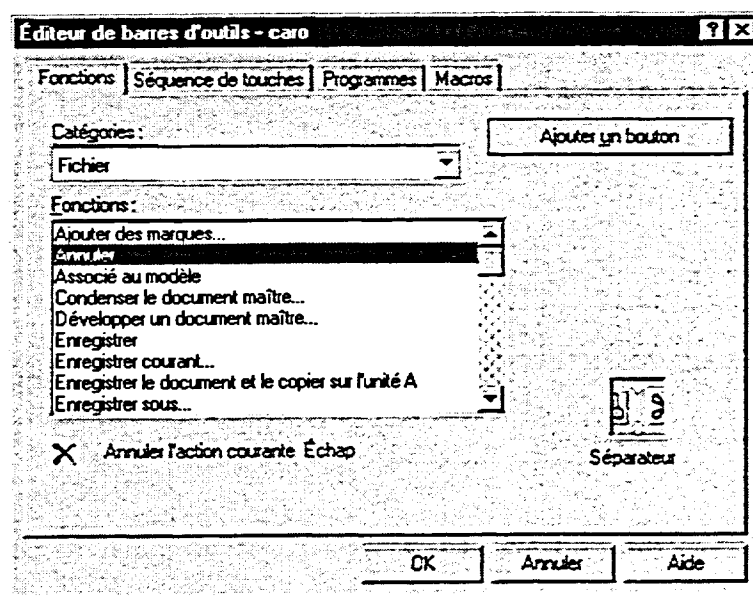 Éditeur de barres d'outils - caro
Fonctions Séquence de touches Programmes Macros
Catégories :
Ajouter un bouton
Fichier
Fonctions :
Ajouter des marques...
Annuler
Associé au modèle
Condenser le document maître...
Développer un document maître...
Enregistrer
Enregistrer courant...
Enregistrer le document et le copier sur l'unité A
Enregistrer sous...
Annuler l'action courante Échap
Séparateur
OK Annuler Aide